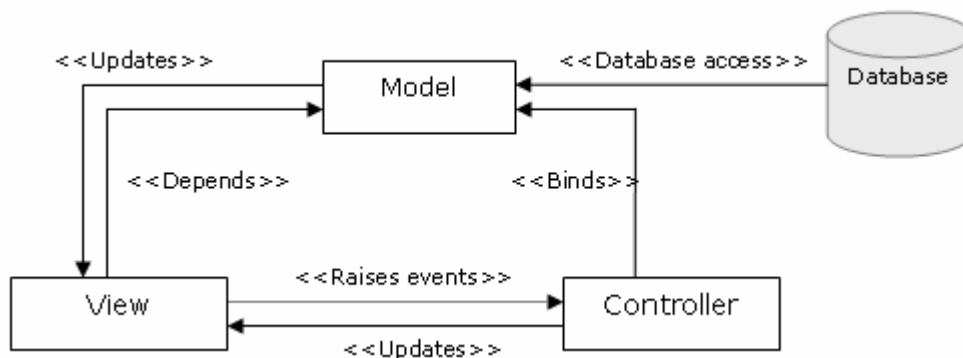 <<Updates>>
<<Database access>>
Model
Database
<<Depends>>
<<Binds>>
<<Raises events>>
View
Controller
<<Updates>>